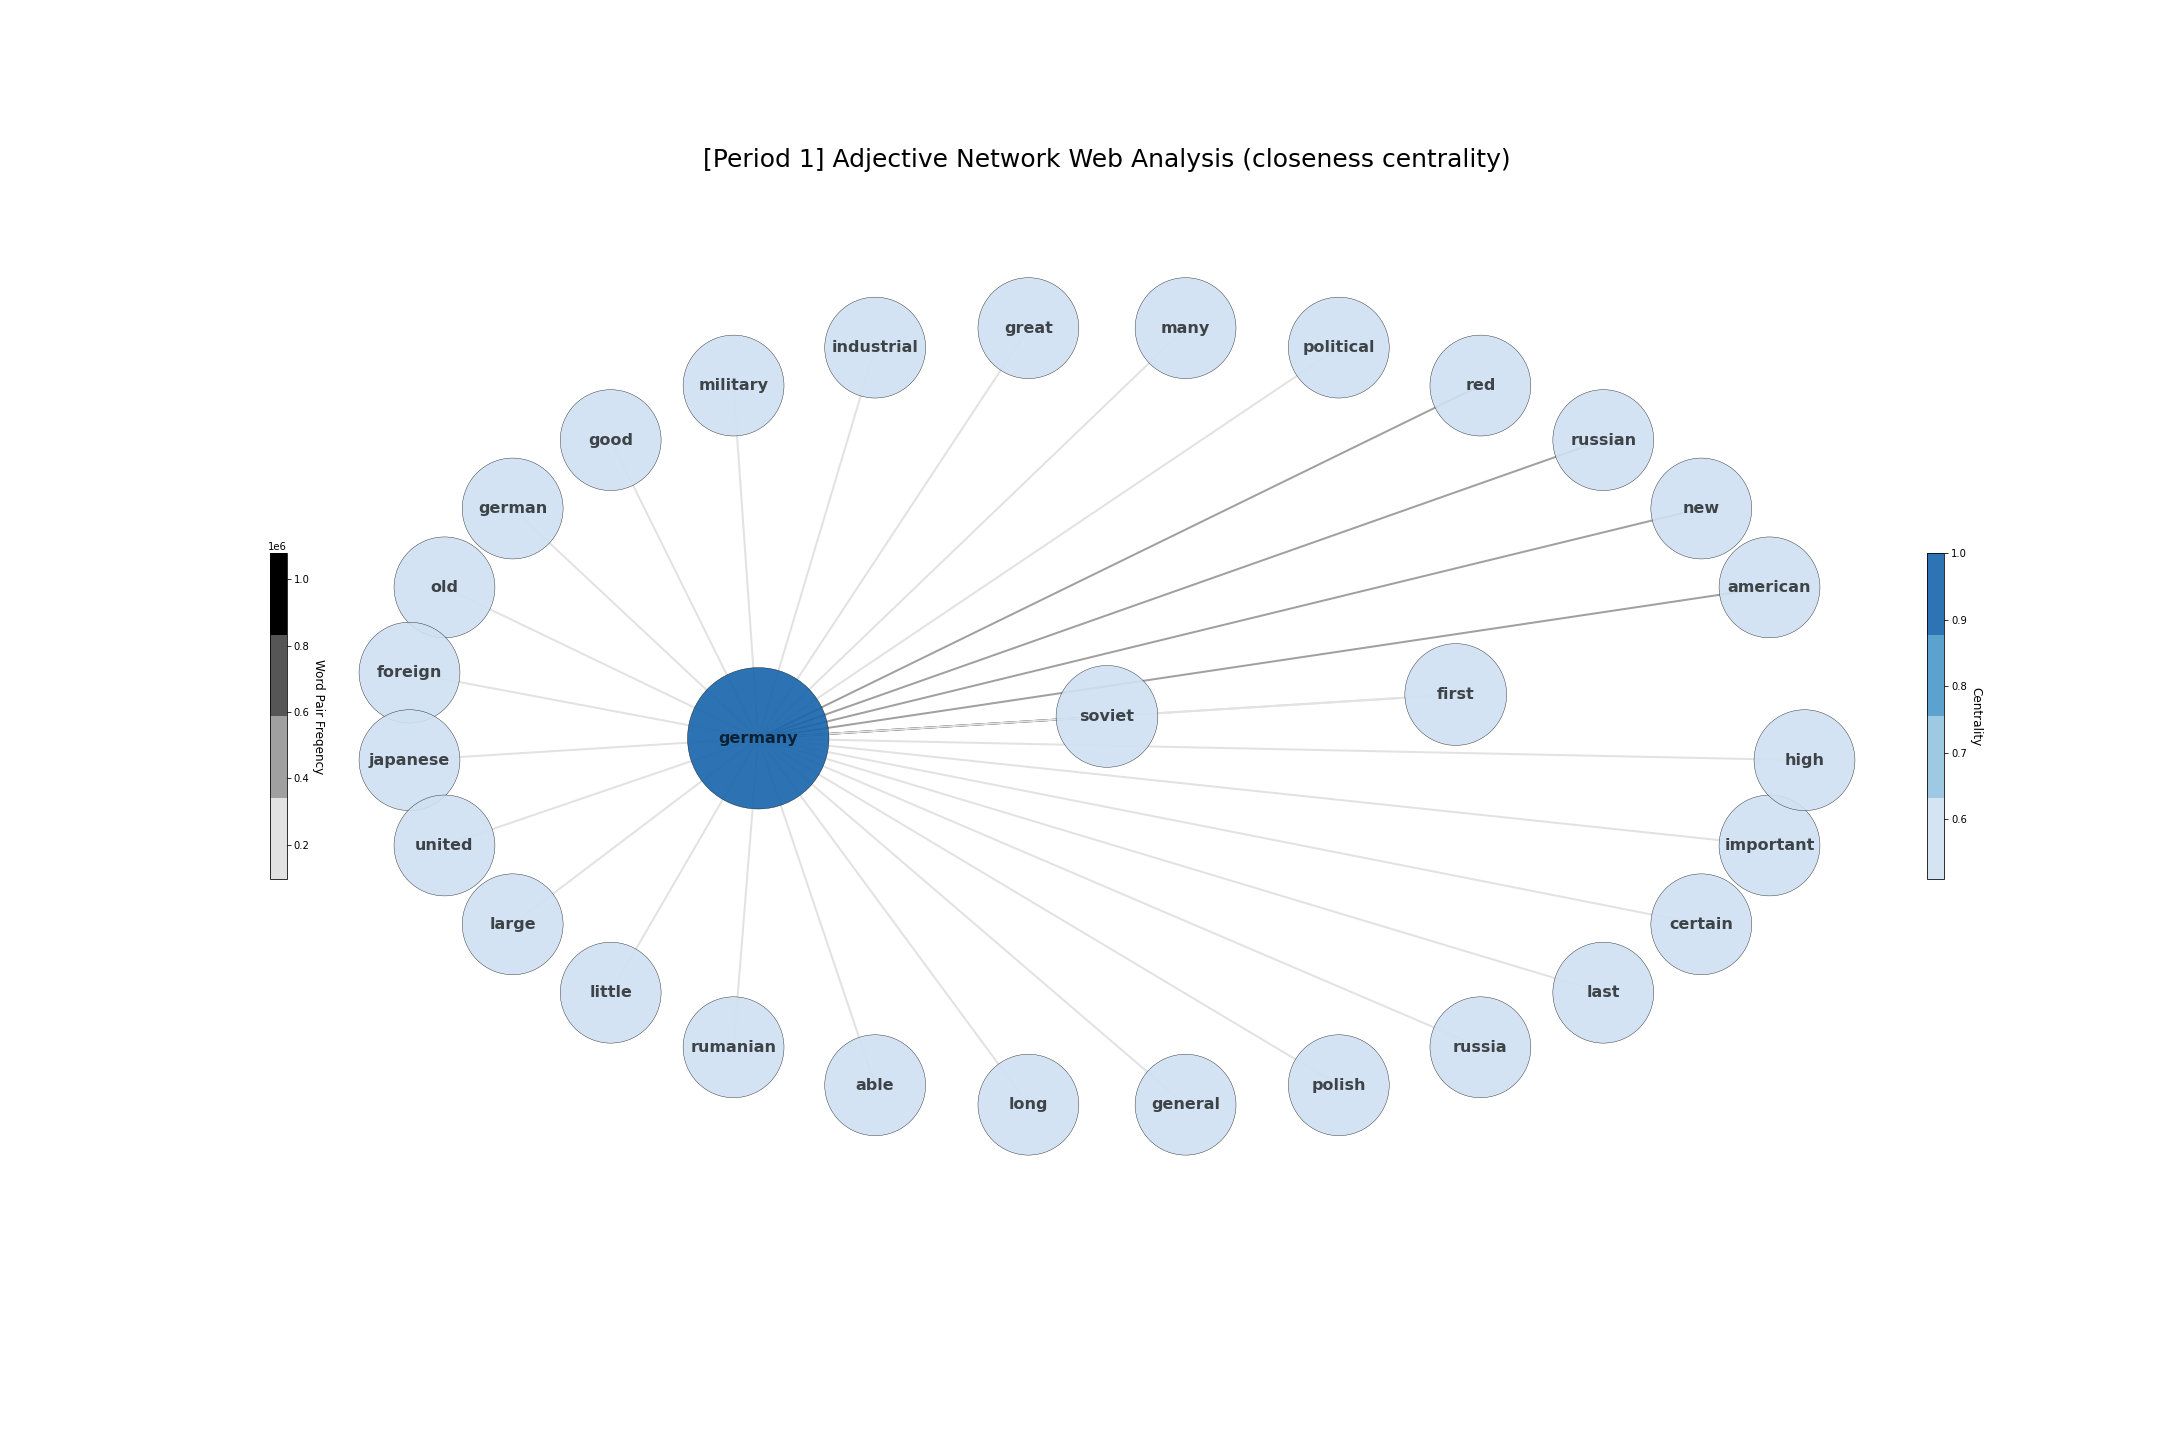 [Period 1] Adjective Network Web Analysis (closeness centrality)
great
many
industrial
political
military
red
good
russian
german
new
old
american
foreign
first
soviet
germany
japanese
high
united
important
large
certain
little
last
rumanian
russia
able
polish
long
general
1e6
1.0
0.8
0.6
0.4
0.2
Word Pair Freqency
1.0
0.9
0.8
0.7
0.6
Centrality